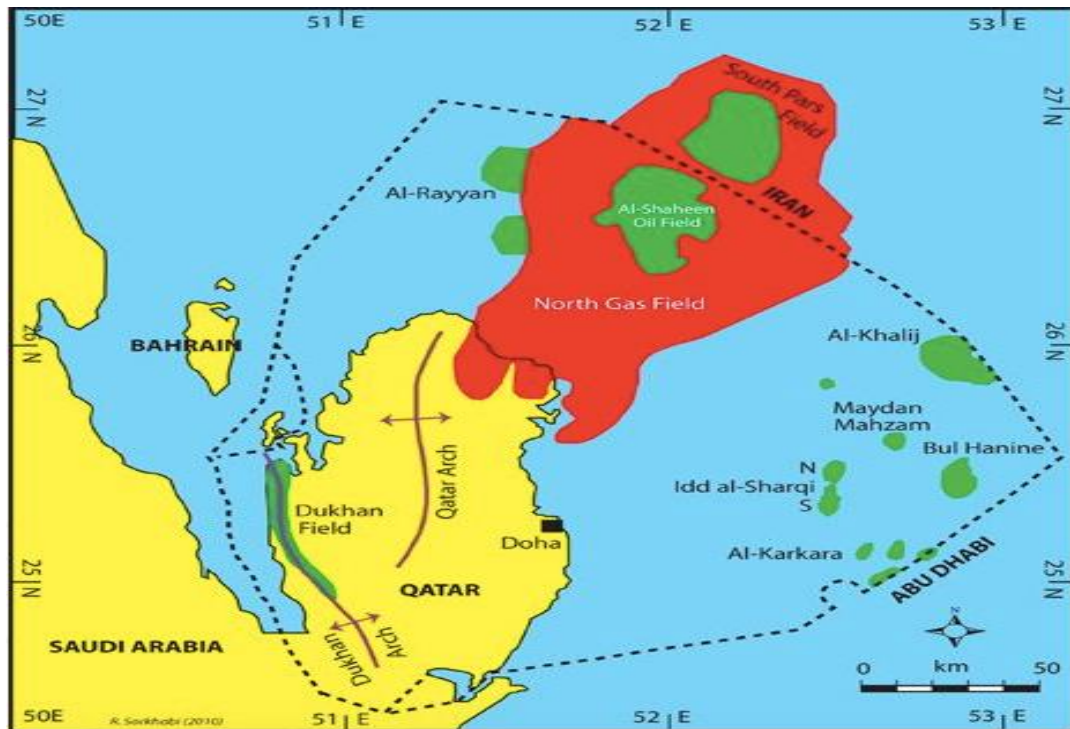 50E
51 E
52 E
53 E
27 N
27 N
South Pars
Field
Al-Rayyan
IRAN
Al-Shaheen
Oil Field
North Gas Field
26 N
26 N
BAHRAIN
Al-Khalij
Maydan
Mahzam
Bul Hanine
N
Idd al-Sharqi
S
Qatar Arch
Dukhan
Field
Doha
Al-Karkara
ABU DHABI
25 N
25 N
QATAR
SAUDI ARABIA
Dukhan
Arch
N
0 km 50
50E
R. Sorkhabi (2010)
51 E
52 E
53 E